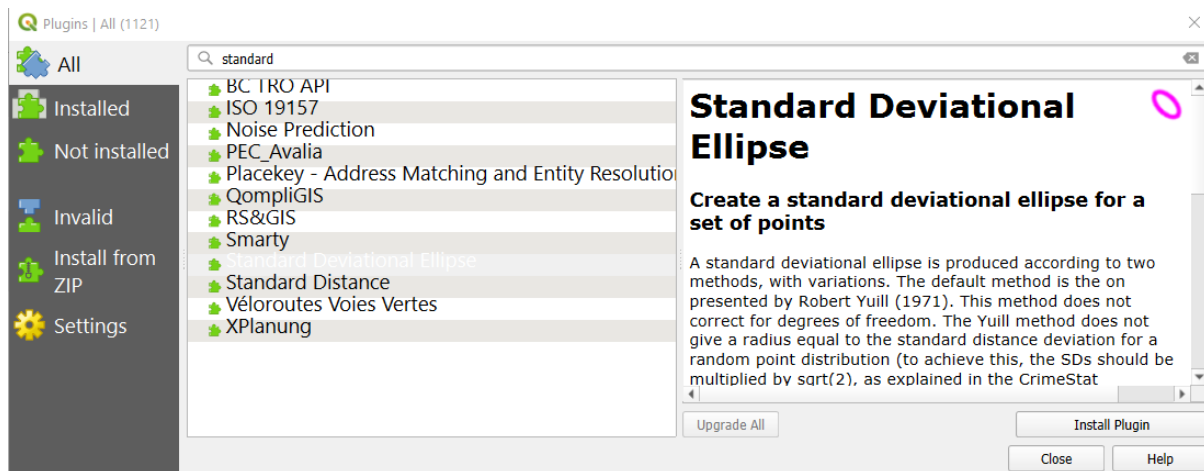 Plugins | All (1121)
All
Installed
Not installed
Invalid
Install from
ZIP
Settings
standard
BC TRO API
ISO 19157
Noise Prediction
PEC_Avalia
Placekey - Address Matching and Entity Resolution
QompliGIS
RS&GIS
Smarty
Standard Deviational Ellipse
Standard Distance
Véloroutes Voies Vertes
XPlanung
Standard Deviational
Ellipse
Create a standard deviational ellipse for a
set of points
A standard deviational ellipse is produced according to two
methods, with variations. The default method is the on
presented by Robert Yuill (1971). This method does not
correct for degrees of freedom. The Yuill method does not
give a radius equal to the standard distance deviation for a
random point distribution (to achieve this, the SDs should be
multiplied by sqrt(2), as explained in the CrimeStat
Upgrade All
Install Plugin
Close
Help